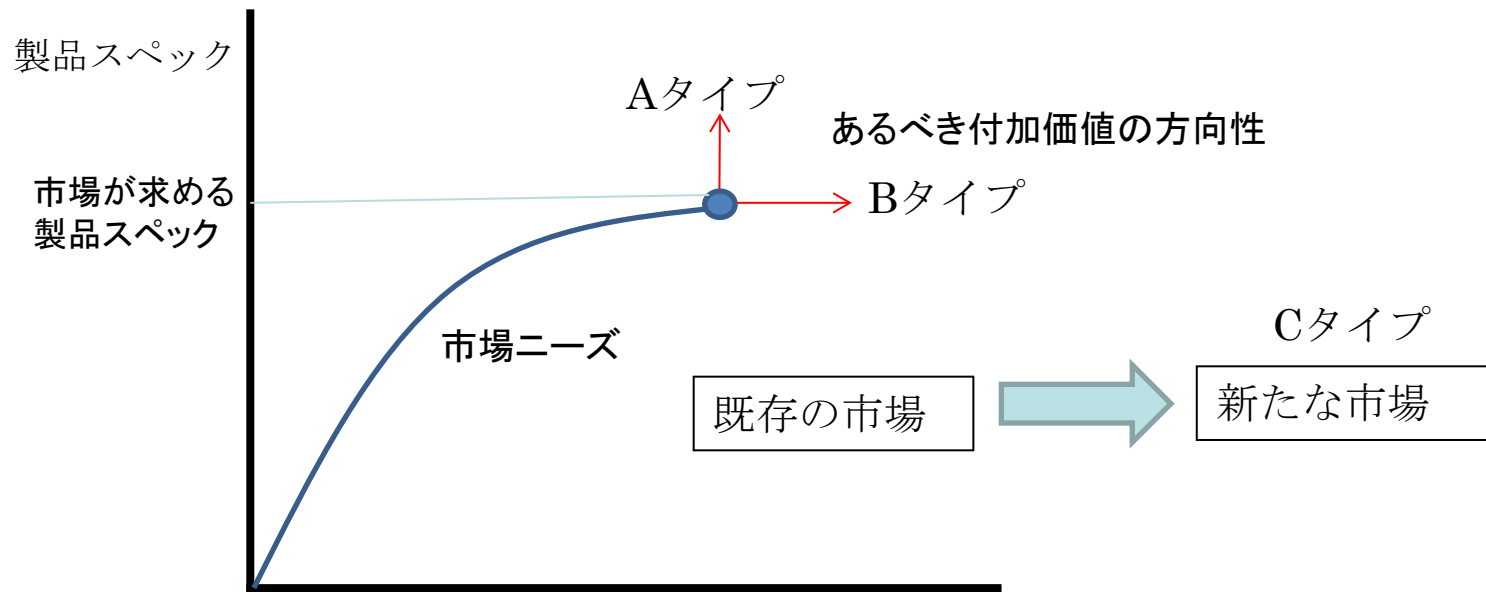 製品スペック
Aタイプ
あるべき付加価値の方向性
市場が求める
製品スペック
Bタイプ
市場ニーズ
Cタイプ
既存の市場
新たな市場